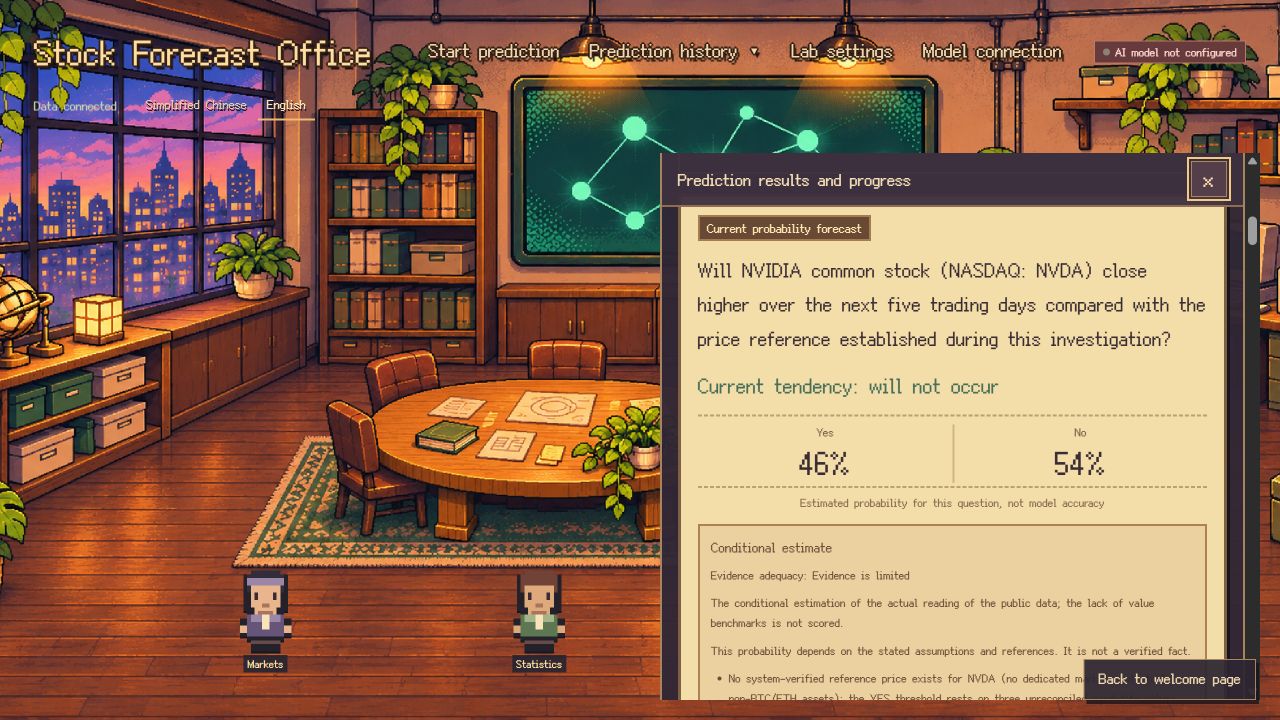 Stock Forecast Office
Start prediction
Prediction history ▼
Lab settings
Model connection
AI model not configured
Data connected
Simplified Chinese
English
Prediction results and progress
×
Current probability forecast
Will NVIDIA common stock (NASDAQ: NVDA) close
higher over the next five trading days compared with the
price reference established during this investigation?
Current tendency: will not occur
Yes
No
46%
54%
Estimated probability for this question, not model accuracy
Conditional estimate
Evidence adequacy: Evidence is limited
The conditional estimation of the actual reading of the public data; the lack of value
benchmarks is not scored.
This probability depends on the stated assumptions and references. It is not a verified fact.
• No system-verified reference price exists for NVDA (no dedicated
non-BTC/ETH assets); the YES threshold rests on three
Back to welcome page
Markets
Statistics